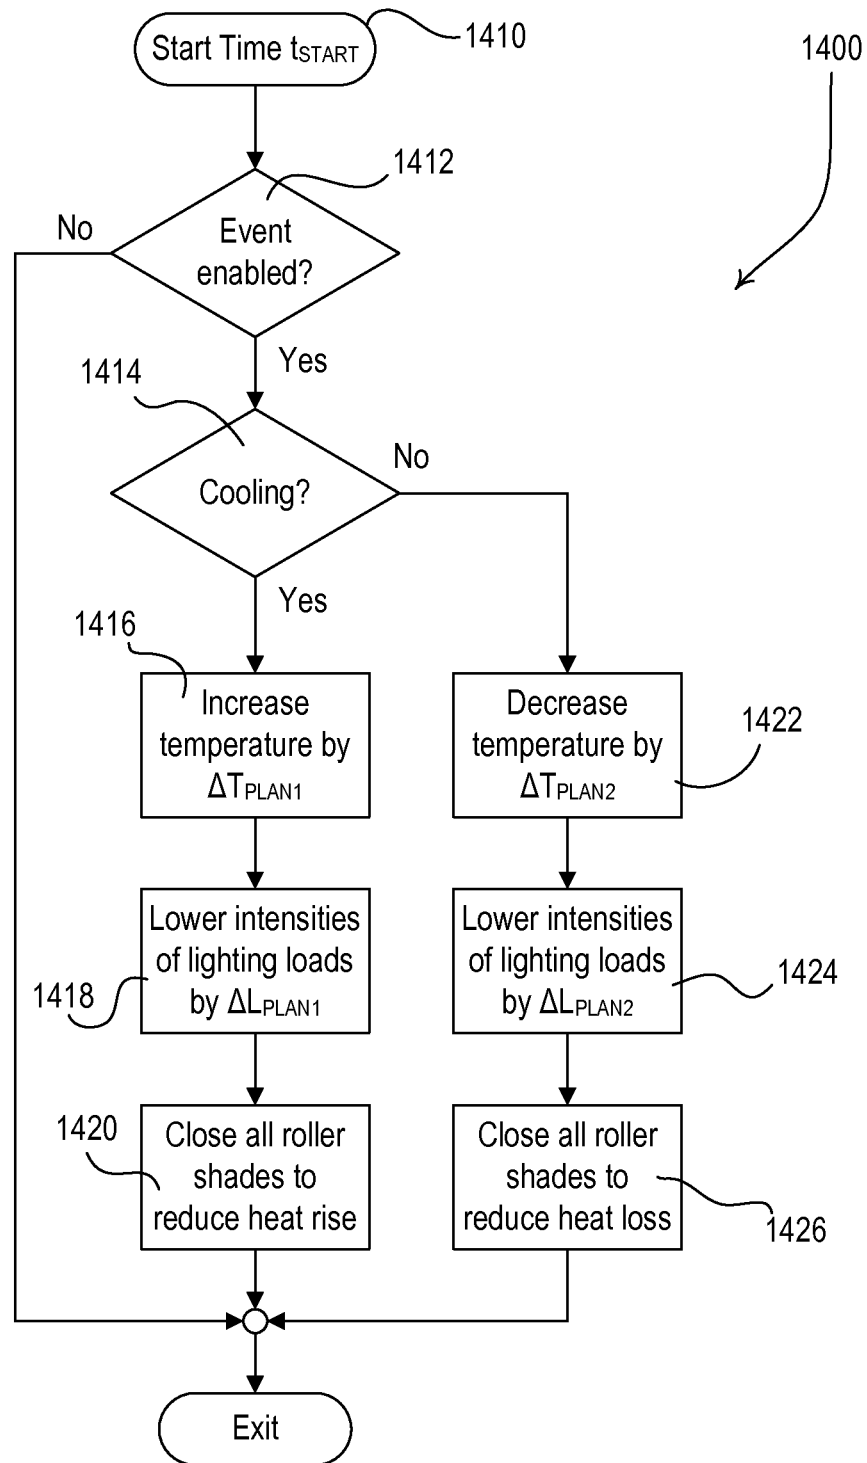 Start Time tSTART
1410
1400
1412
Event
enabled?
No
Yes
1414
Cooling?
No
Yes
1416
Increase
temperature by
ΔTPLAN1
Decrease
temperature by
ΔTPLAN2
1422
Lower intensities
of lighting loads
by ΔLPLAN1
1418
Lower intensities
of lighting loads
by ΔLPLAN2
1424
1420
Close all roller
shades to
reduce heat rise
Close all roller
shades to
reduce heat loss
1426
Exit